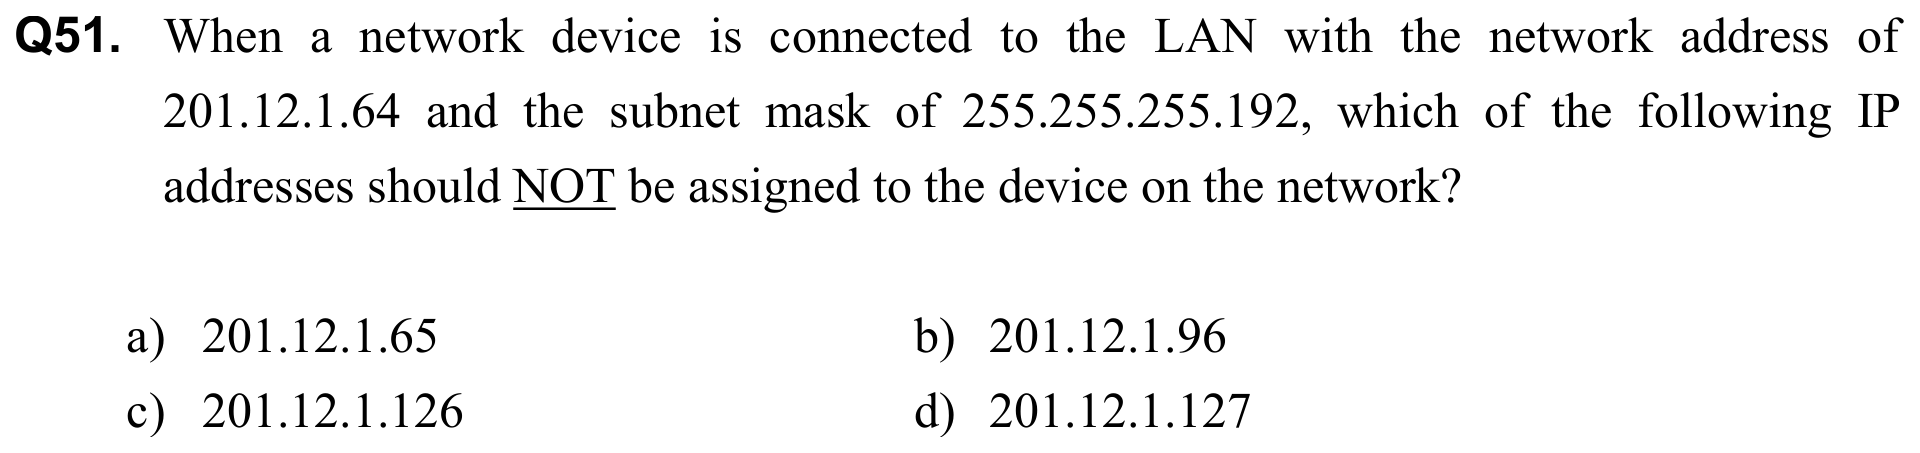 Q51. When a network device is connected to the LAN with the network address of
201.12.1.64 and the subnet mask of 255.255.255.192, which of the following IP
addresses should NOT be assigned to the device on the network?
a) 201.12.1.65 b) 201.12.1.96
c) 201.12.1.126 d) 201.12.1.127